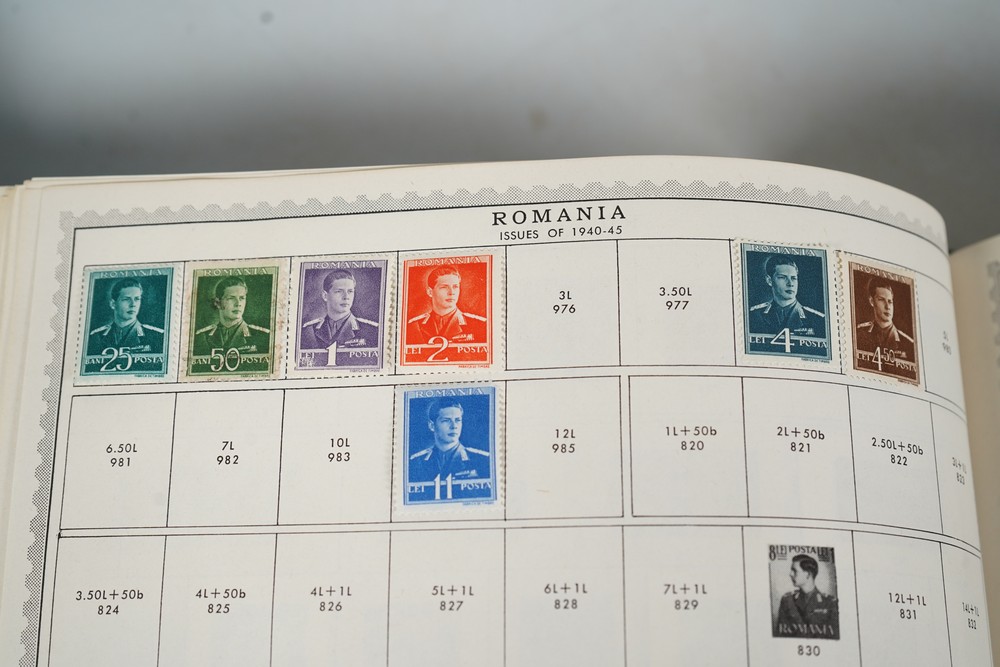 ROMANIA
ISSUES OF 1940-45
ROMANIA
BANI 25 POSTA
ROMANIA
BANI 50 POSTA
ROMANIA
LEI 1 POSTA
ROMANIA
LEI 2 POSTA
3L
976
3.50L
977
ROMANIA
LEI 4 POSTA
ROMANIA
LEI 4.50 POSTA
6.50L
981
7L
982
10L
983
ROMANIA
LEI 11 POSTA
12L
985
1L+50b
820
2L+50b
821
2.50L+50b
822
3.50L+50b
824
4L+50b
825
4L+1L
826
5L+1L
827
6L+1L
828
7L+1L
829
8LEI POSTA
ROMANIA
830
12L+1L
831
14L+1L
832